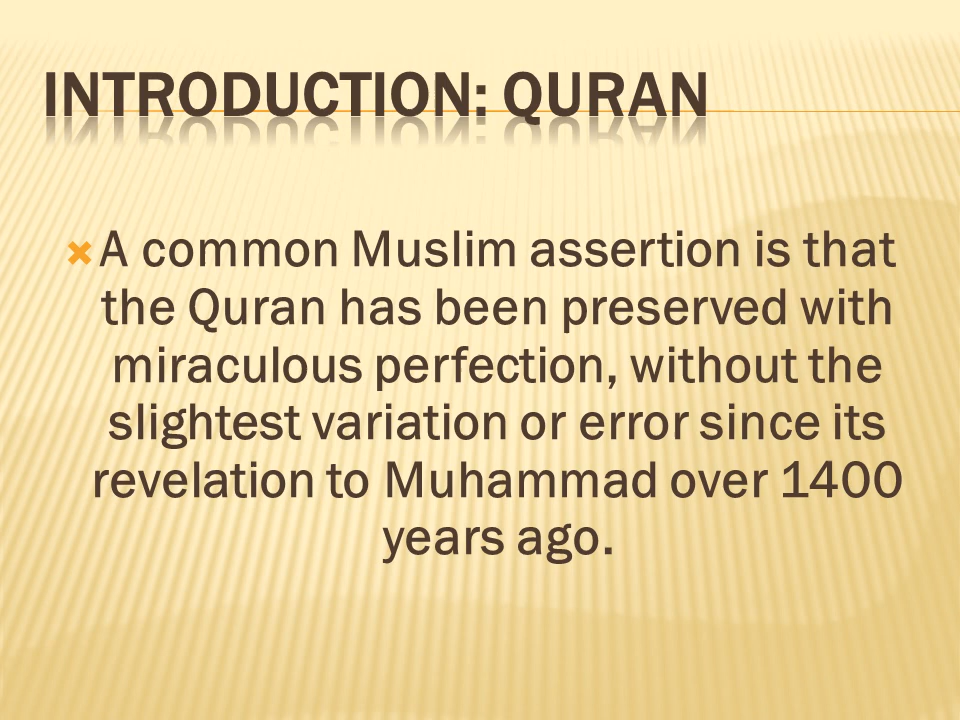 INTRODUCTION: QURAN
A common Muslim assertion is that
the Quran has been preserved with
miraculous perfection, without the
slightest variation or error since its
revelation to Muhammad over 1400
years ago.